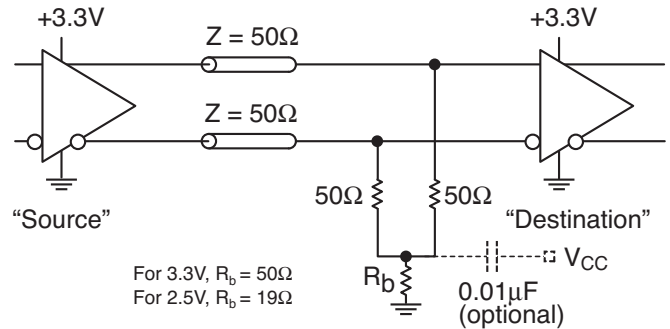 +3.3V
+3.3V
Z = 50Ω
Z = 50Ω
50Ω
50Ω
“Source”
“Destination”
For 3.3V, Rb = 50Ω
For 2.5V, Rb = 19Ω
Rb
VCC
0.01µF
(optional)